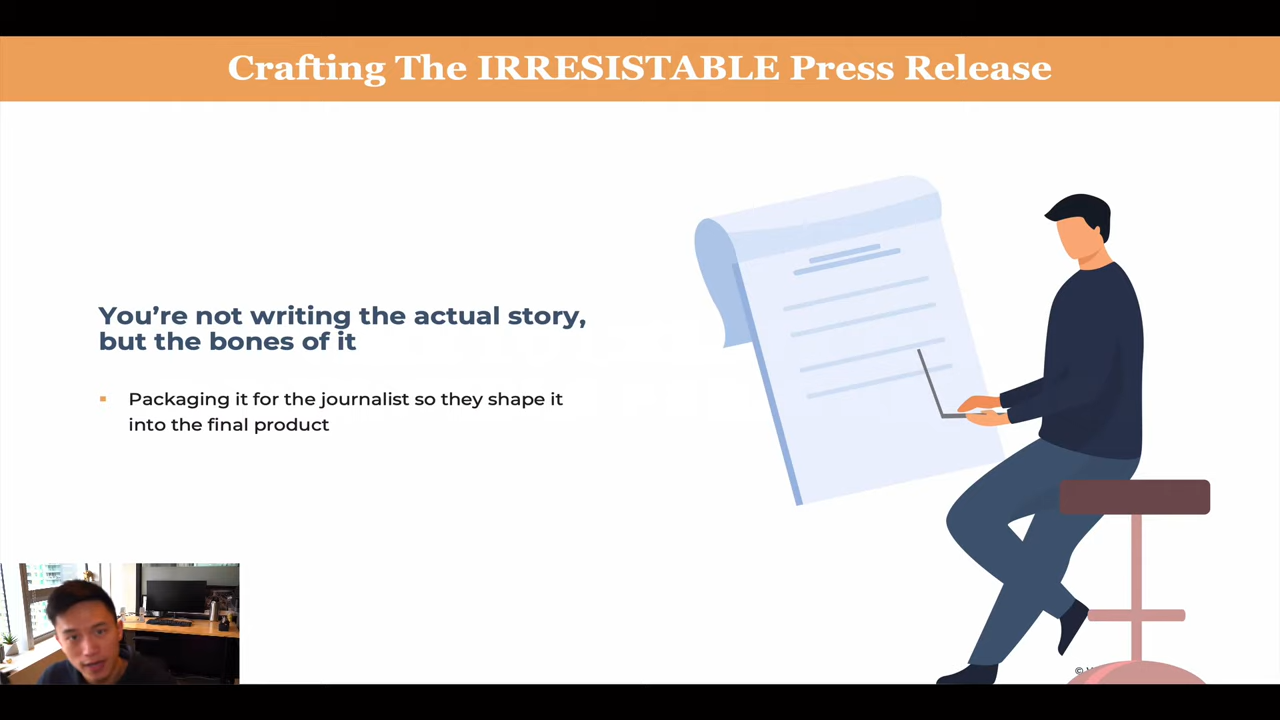 Crafting The IRRESISTABLE Press Release
You’re not writing the actual story,
but the bones of it
▪ Packaging it for the journalist so they shape it
into the final product
©